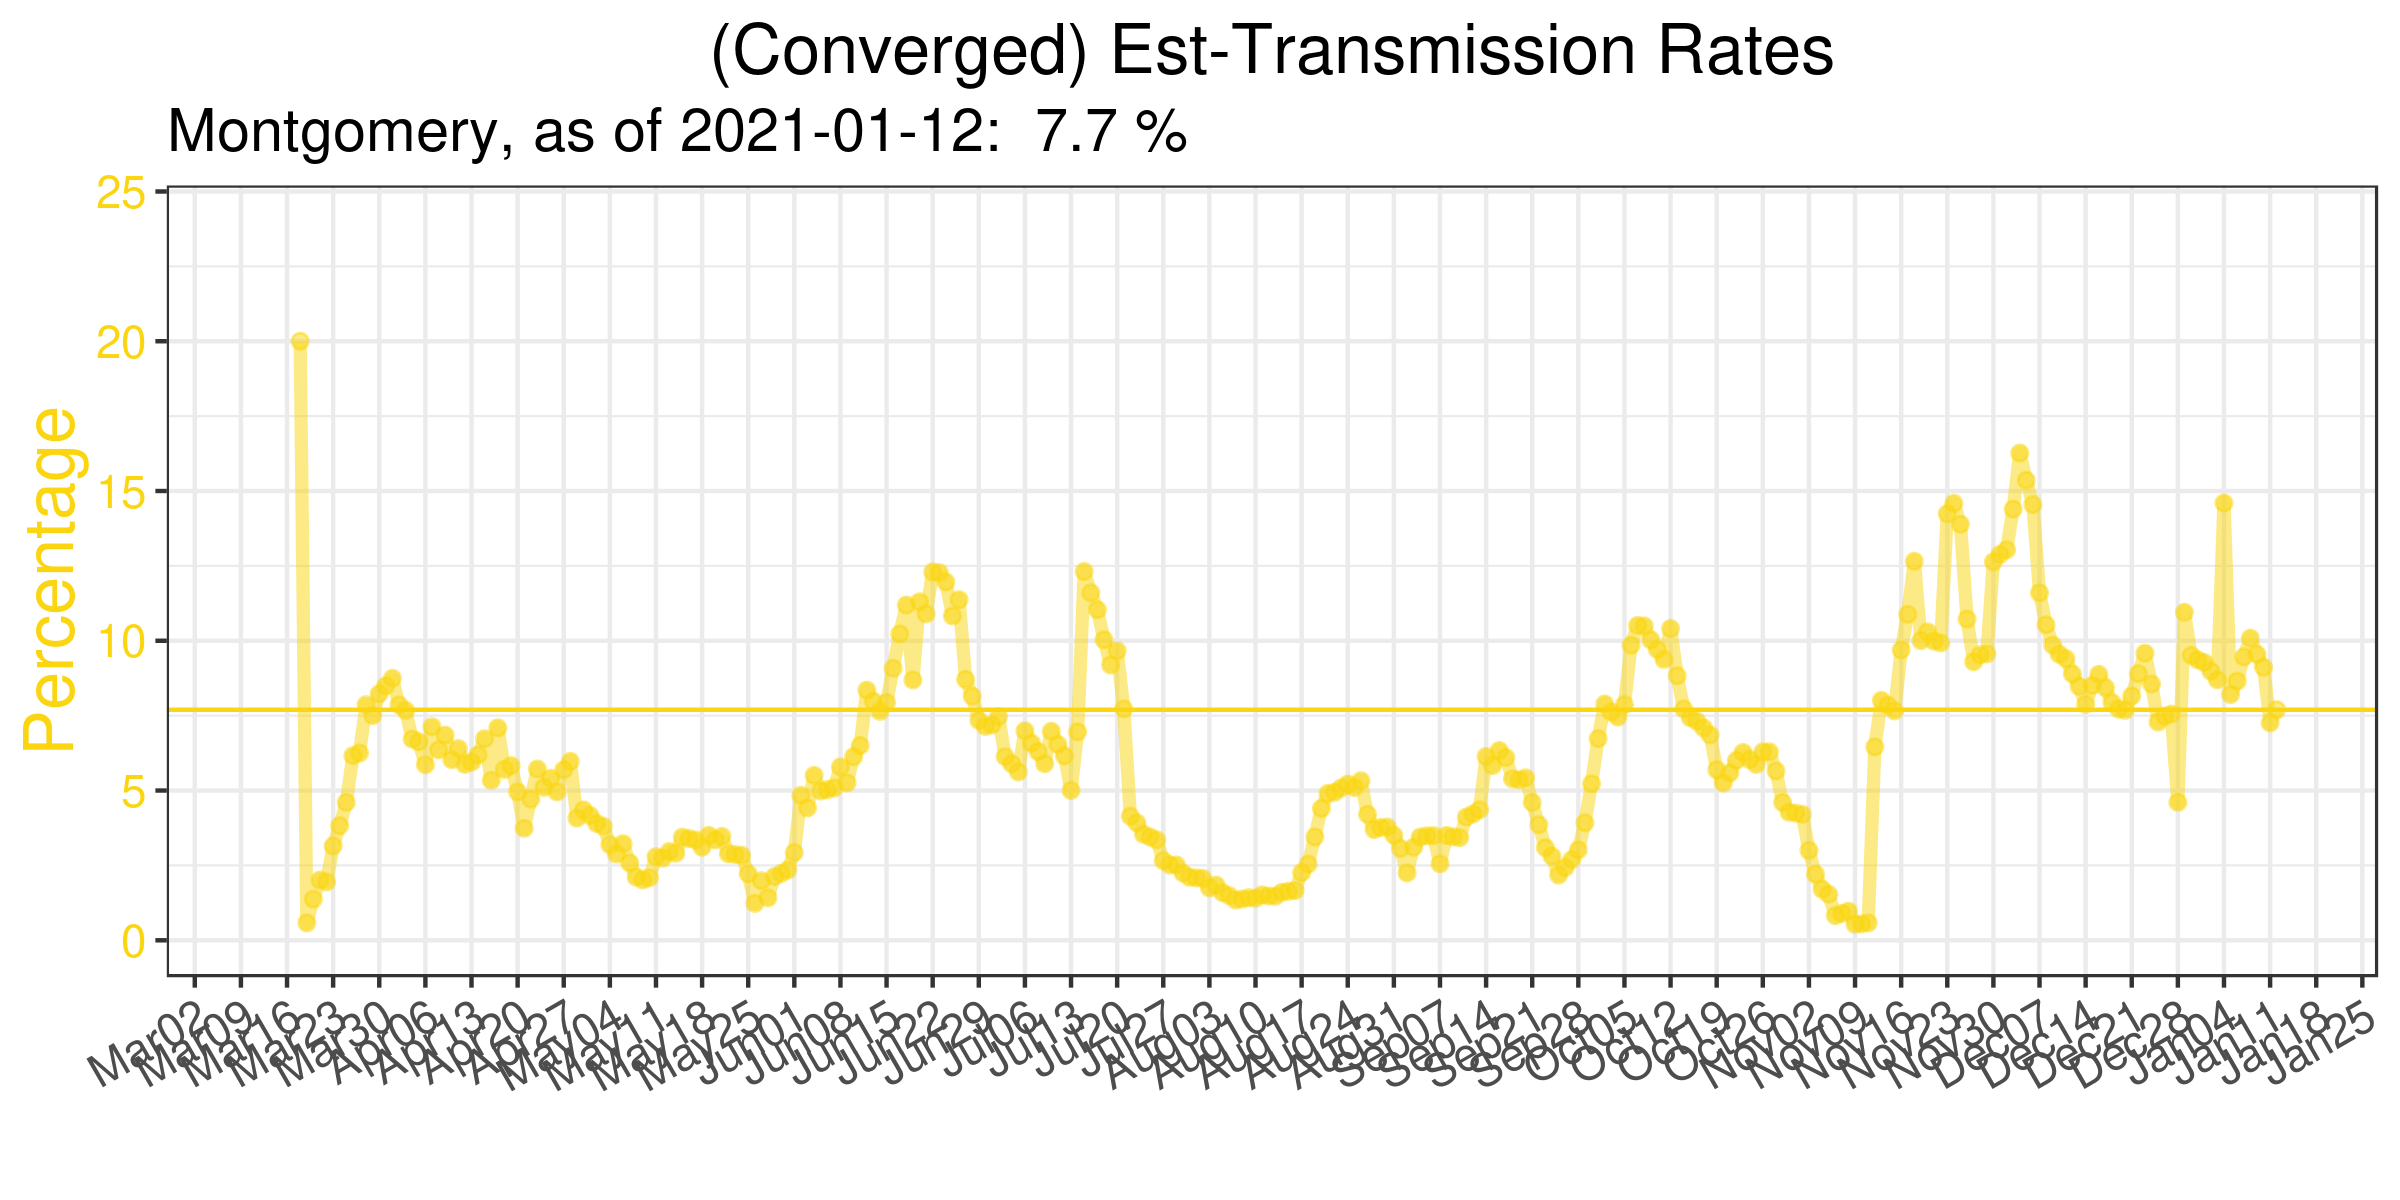 (Converged) Est-Transmission Rates
Montgomery, as of 2021-01-12:  7.7 %
Percentage
25
20
15
10
5
0
Mar02
Mar09
Mar16
Mar23
Mar30
Apr06
Apr13
Apr20
Apr27
May04
May11
May18
May25
Jun01
Jun08
Jun15
Jun22
Jun29
Jul06
Jul13
Jul20
Jul27
Aug03
Aug10
Aug17
Aug24
Aug31
Sep07
Sep14
Sep21
Sep28
Oct05
Oct12
Oct19
Oct26
Nov02
Nov09
Nov16
Nov23
Nov30
Dec07
Dec14
Dec21
Dec28
Jan04
Jan11
Jan18
Jan25